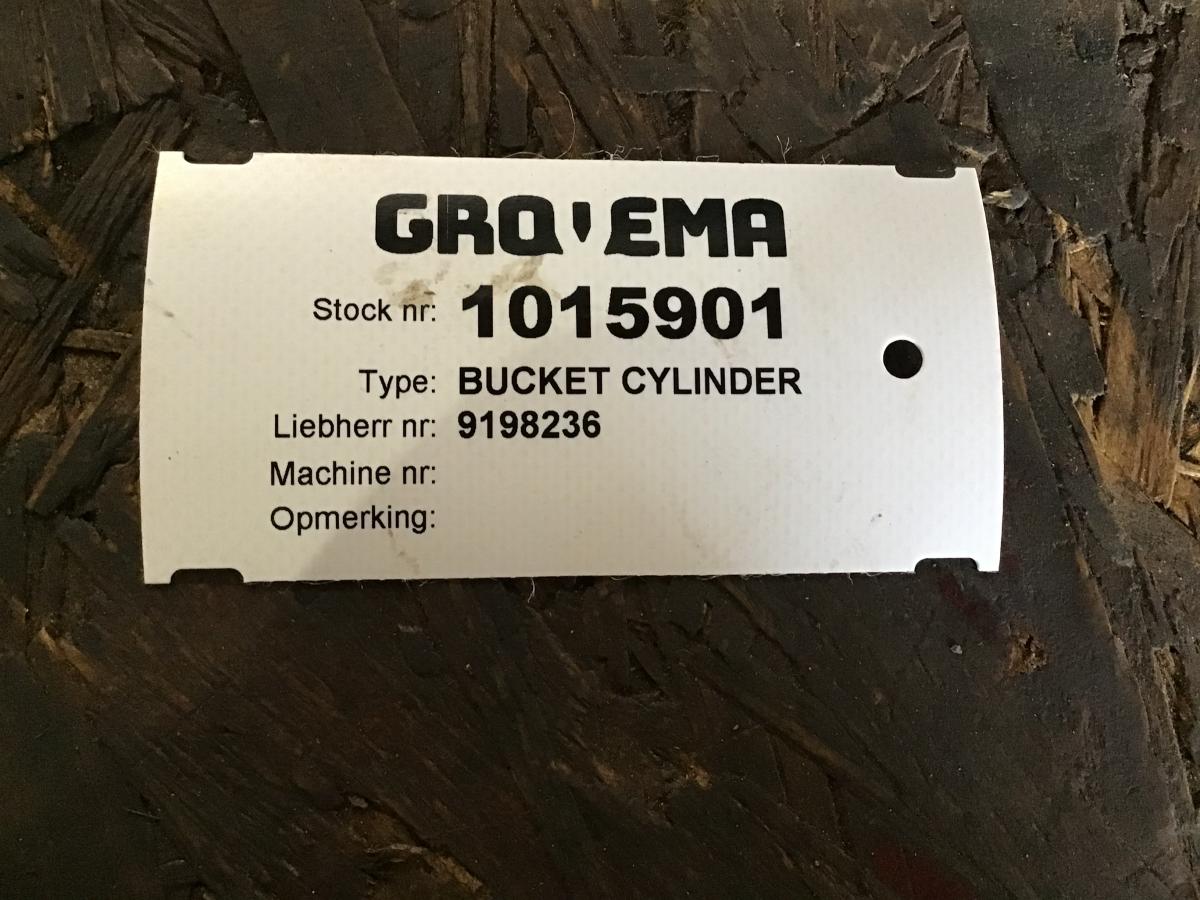 GRO'EMA
Stock nr: 1015901
Type: BUCKET CYLINDER
Liebherr nr: 9198236
Machine nr:
Opmerking: